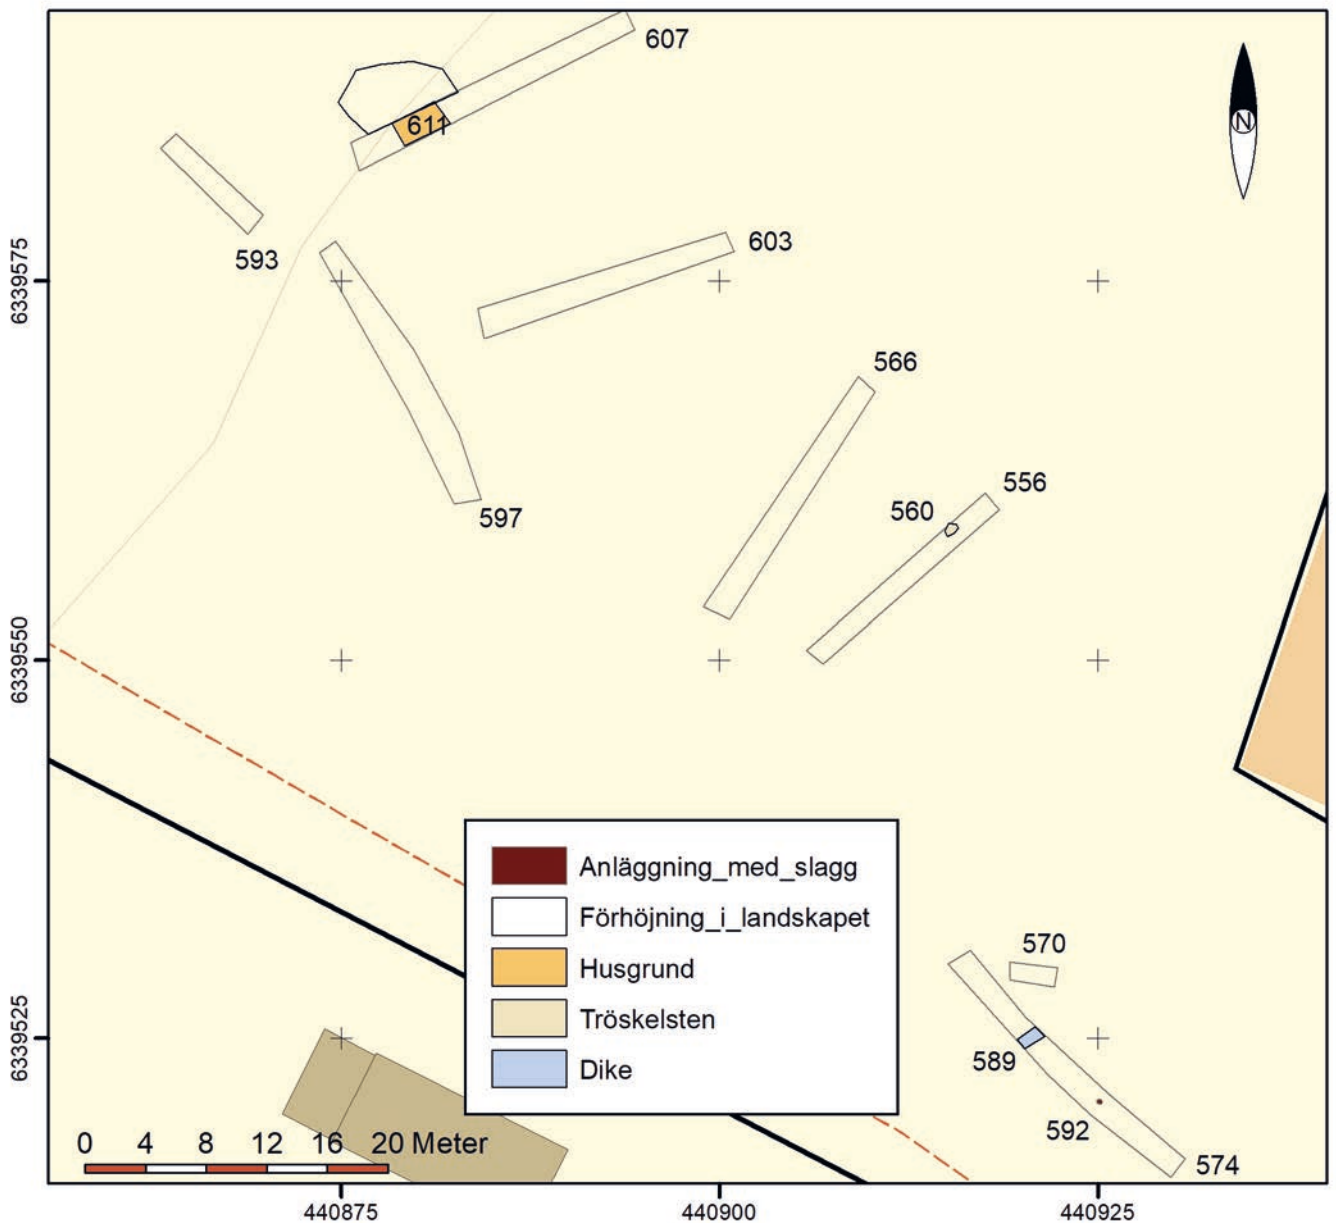 607
N
611
593
603
6339575
566
556
560
597
6339550
Anläggning_med_slagg
Förhöjning_i_landskapet
Husgrund
Tröskelsten
Dike
570
6339525
589
592
574
0 4 8 12 16 20 Meter
440875 440900 440925